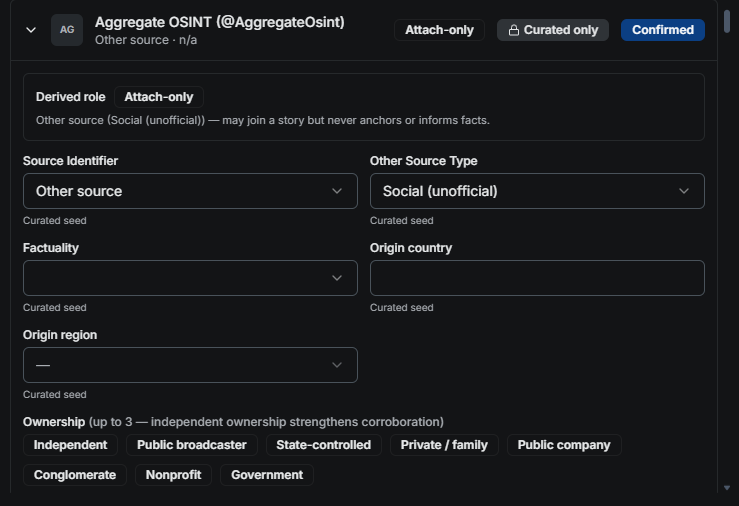 AG
Aggregate OSINT (@AggregateOsint)
Other source · n/a
Attach-only
Curated only
Confirmed
Derived role Attach-only
Other source (Social (unofficial)) — may join a story but never anchors or informs facts.
Source Identifier
Other Source Type
Other source
Social (unofficial)
Curated seed
Curated seed
Factuality
Origin country
Curated seed
Curated seed
Origin region
—
Curated seed
Ownership (up to 3 — independent ownership strengthens corroboration)
Independent Public broadcaster State-controlled Private / family Public company
Conglomerate Nonprofit Government